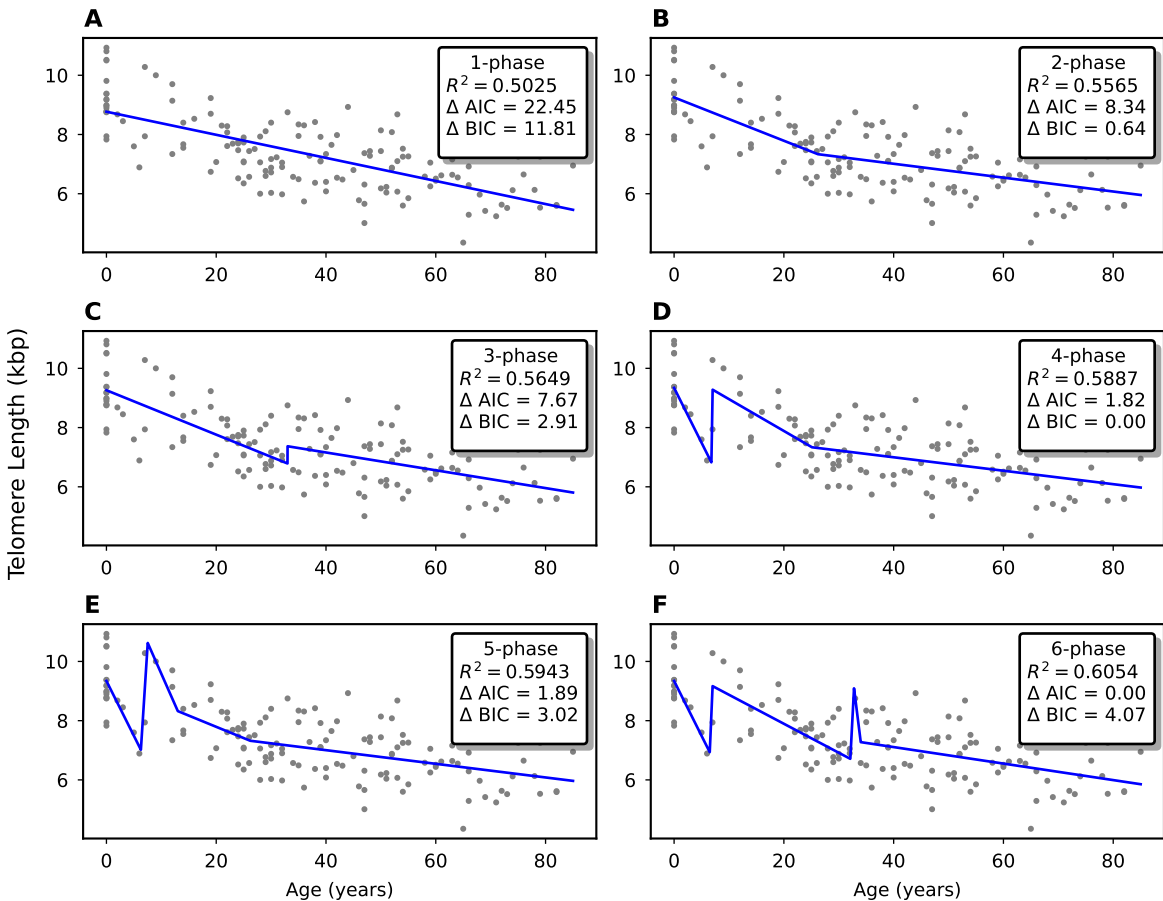 A
1-phase
R² = 0.5025
Δ AIC = 22.45
Δ BIC = 11.81
10
8
6
0 20 40 60 80
B
2-phase
R² = 0.5565
Δ AIC = 8.34
Δ BIC = 0.64
10
8
6
0 20 40 60 80
Telomere Length (kbp)
C
3-phase
R² = 0.5649
Δ AIC = 7.67
Δ BIC = 2.91
10
8
6
0 20 40 60 80
D
4-phase
R² = 0.5887
Δ AIC = 1.82
Δ BIC = 0.00
10
8
6
0 20 40 60 80
E
5-phase
R² = 0.5943
Δ AIC = 1.89
Δ BIC = 3.02
10
8
6
0 20 40 60 80
Age (years)
F
6-phase
R² = 0.6054
Δ AIC = 0.00
Δ BIC = 4.07
10
8
6
0 20 40 60 80
Age (years)